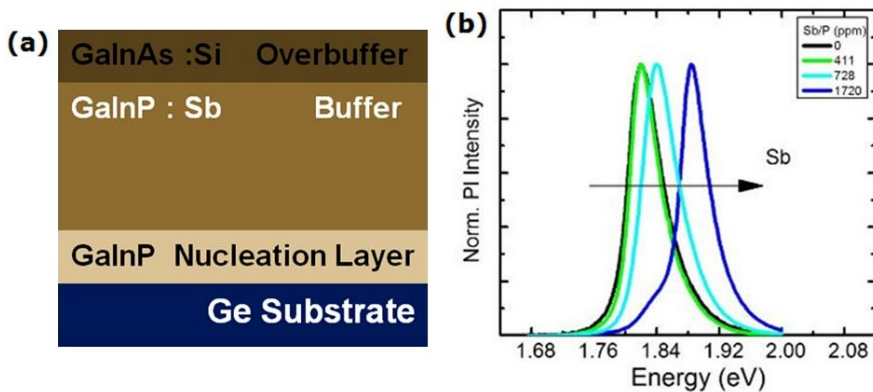 (a)
GaInAs :Si Overbuffer
GaInP : Sb Buffer
GaInP Nucleation Layer
Ge Substrate
(b)
Norm. Pl Intensity
Sb/P (ppm)
0
411
728
1720
Sb
1.68 1.76 1.84 1.92 2.00 2.08
Energy (eV)